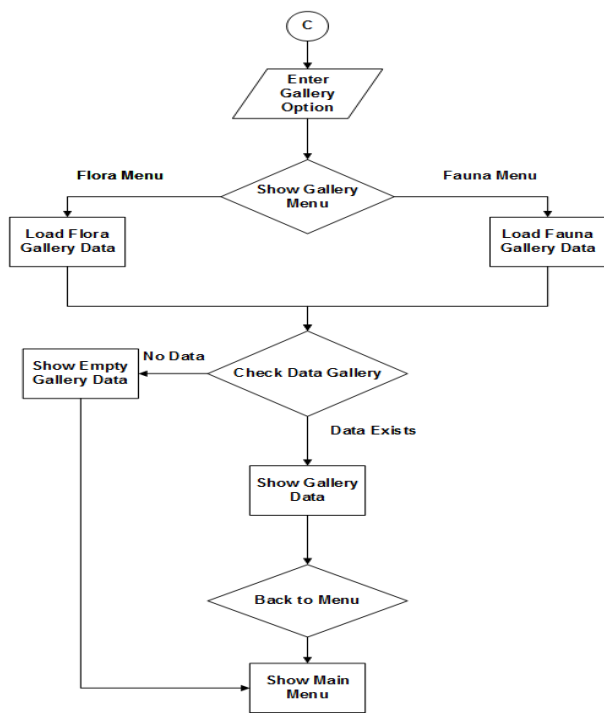 C
Enter
Gallery
Option
Flora Menu
Show Gallery
Menu
Fauna Menu
Load Flora
Gallery Data
Load Fauna
Gallery Data
No Data
Show Empty
Gallery Data
Check Data Gallery
Data Exists
Show Gallery
Data
Back to Menu
Show Main
Menu